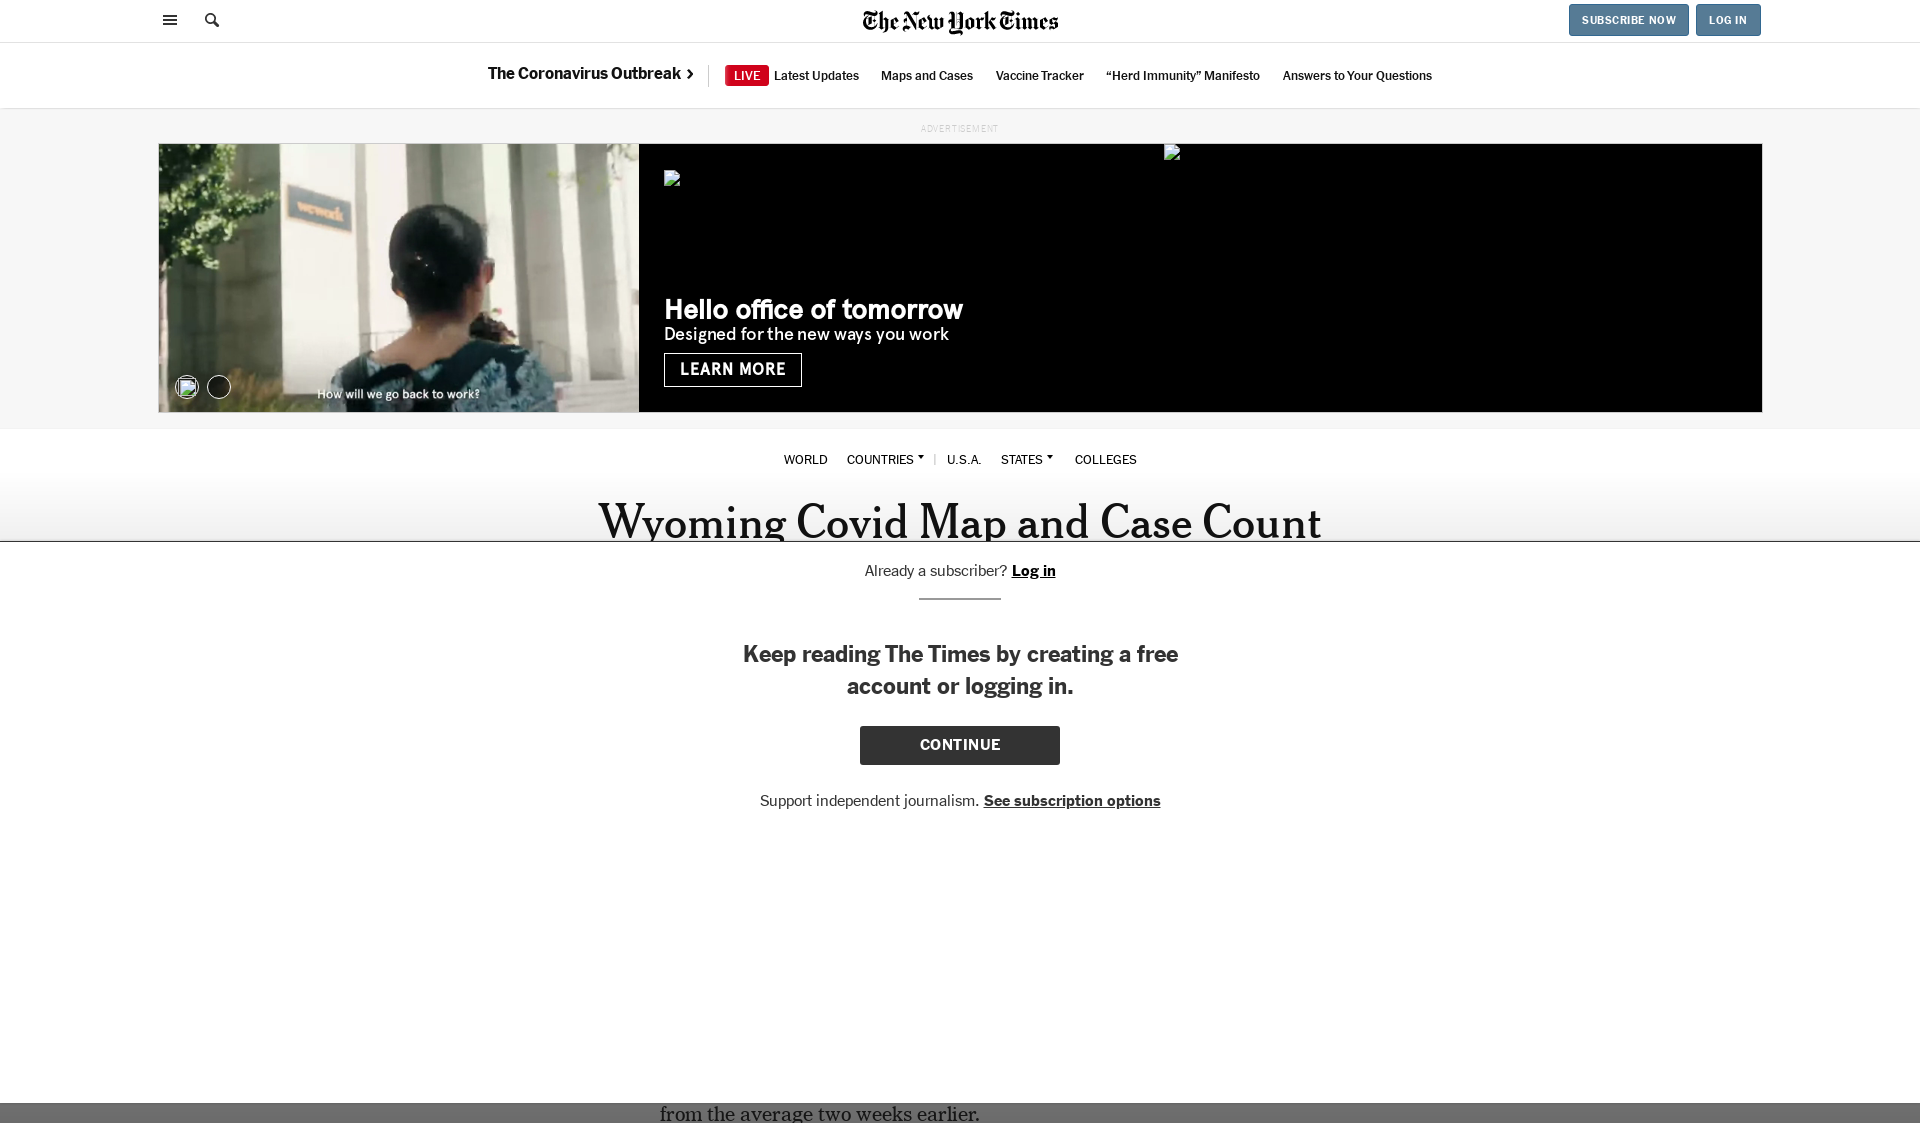 The New York Times
SUBSCRIBE NOW
LOG IN
The Coronavirus Outbreak ›
LIVE Latest Updates
Maps and Cases
Vaccine Tracker
“Herd Immunity” Manifesto
Answers to Your Questions
ADVERTISEMENT
wework
How will we go back to work?
Hello office of tomorrow
Designed for the new ways you work
LEARN MORE
WORLD COUNTRIES | U.S.A. STATES COLLEGES
Wyoming Covid Map and Case Count
Already a subscriber? Log in
Keep reading The Times by creating a free
account or logging in.
CONTINUE
Support independent journalism. See subscription options
from the average two weeks earlier.